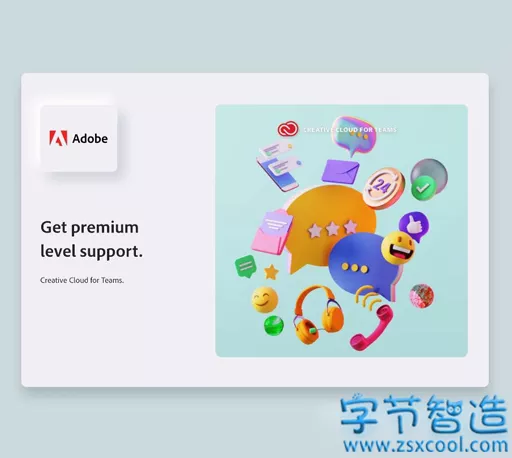 Adobe
CREATIVE CLOUD FOR TEAMS
24
Get premium
level support.
Creative Cloud for Teams.
字节智造
www.zsxcool.com